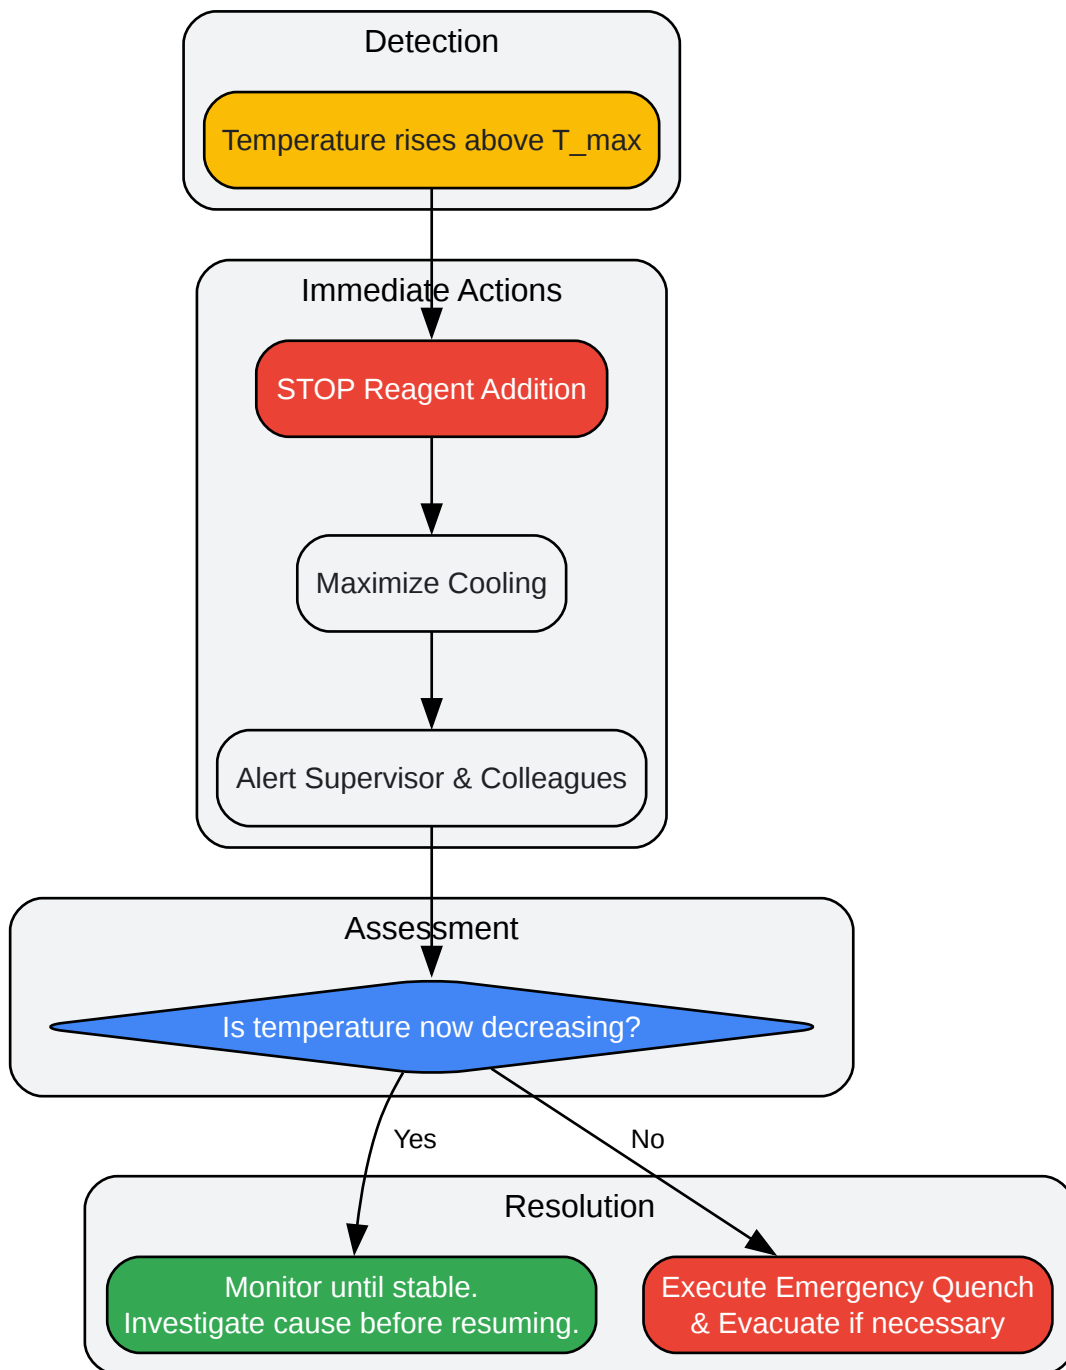 Detection
Temperature rises above T_max
Immediate Actions
STOP Reagent Addition
Maximize Cooling
Alert Supervisor & Colleagues
Assessment
Is temperature now decreasing?
Yes
No
Resolution
Monitor until stable.
Investigate cause before resuming.
Execute Emergency Quench
& Evacuate if necessary